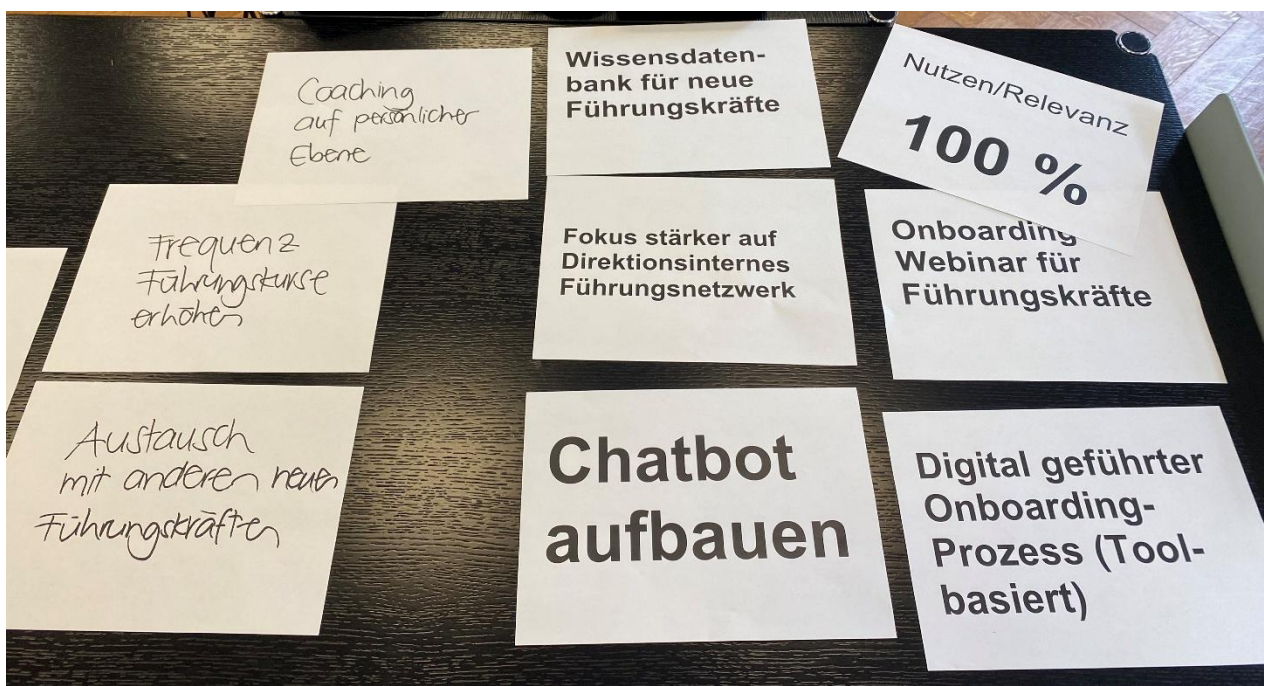 Coaching
auf persönlicher
Ebene
Wissensdaten-
bank für neue
Führungskräfte
Nutzen/Relevanz
100 %
Frequenz
Führungskurse
erhöhen
Fokus stärker auf
Direktionsinternes
Führungsnetzwerk
Onboarding
Webinar für
Führungskräfte
Austausch
mit anderen neuen
Führungskräften
Chatbot
aufbauen
Digital geführter
Onboarding-
Prozess (Tool-
basiert)